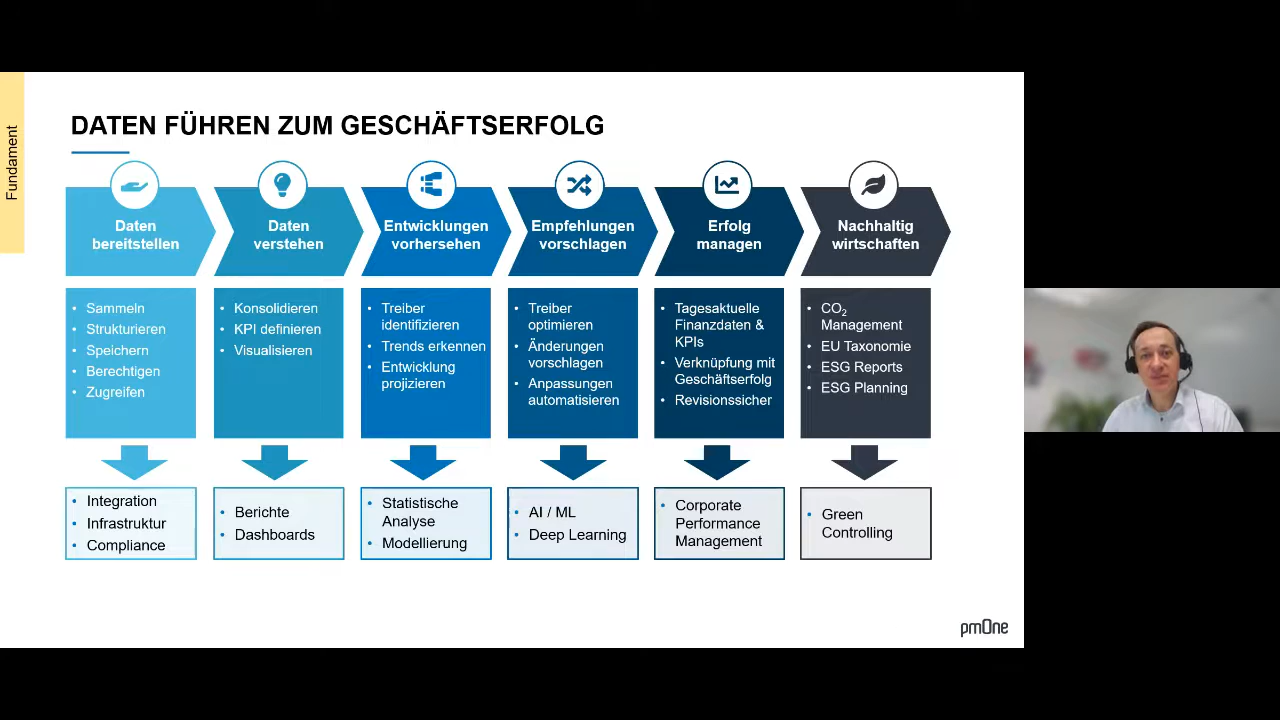 Fundament
DATEN FÜHREN ZUM GESCHÄFTSERFOLG
Daten
bereitstellen
• Sammeln
• Strukturieren
• Speichern
• Berechtigen
• Zugreifen
• Integration
• Infrastruktur
• Compliance
Daten
verstehen
• Konsolidieren
• KPI definieren
• Visualisieren
• Berichte
• Dashboards
Entwicklungen
vorhersehen
• Treiber
identifizieren
• Trends erkennen
• Entwicklung
projizieren
• Statistische
Analyse
• Modellierung
Empfehlungen
vorschlagen
• Treiber
optimieren
• Änderungen
vorschlagen
• Anpassungen
automatisieren
• AI / ML
• Deep Learning
Erfolg
managen
• Tagesaktuelle
Finanzdaten &
KPIs
• Verknüpfung mit
Geschäftserfolg
• Revisionssicher
• Corporate
Performance
Management
Nachhaltig
wirtschaften
• CO₂
Management
• EU Taxonomie
• ESG Reports
• ESG Planning
• Green
Controlling
pmOne